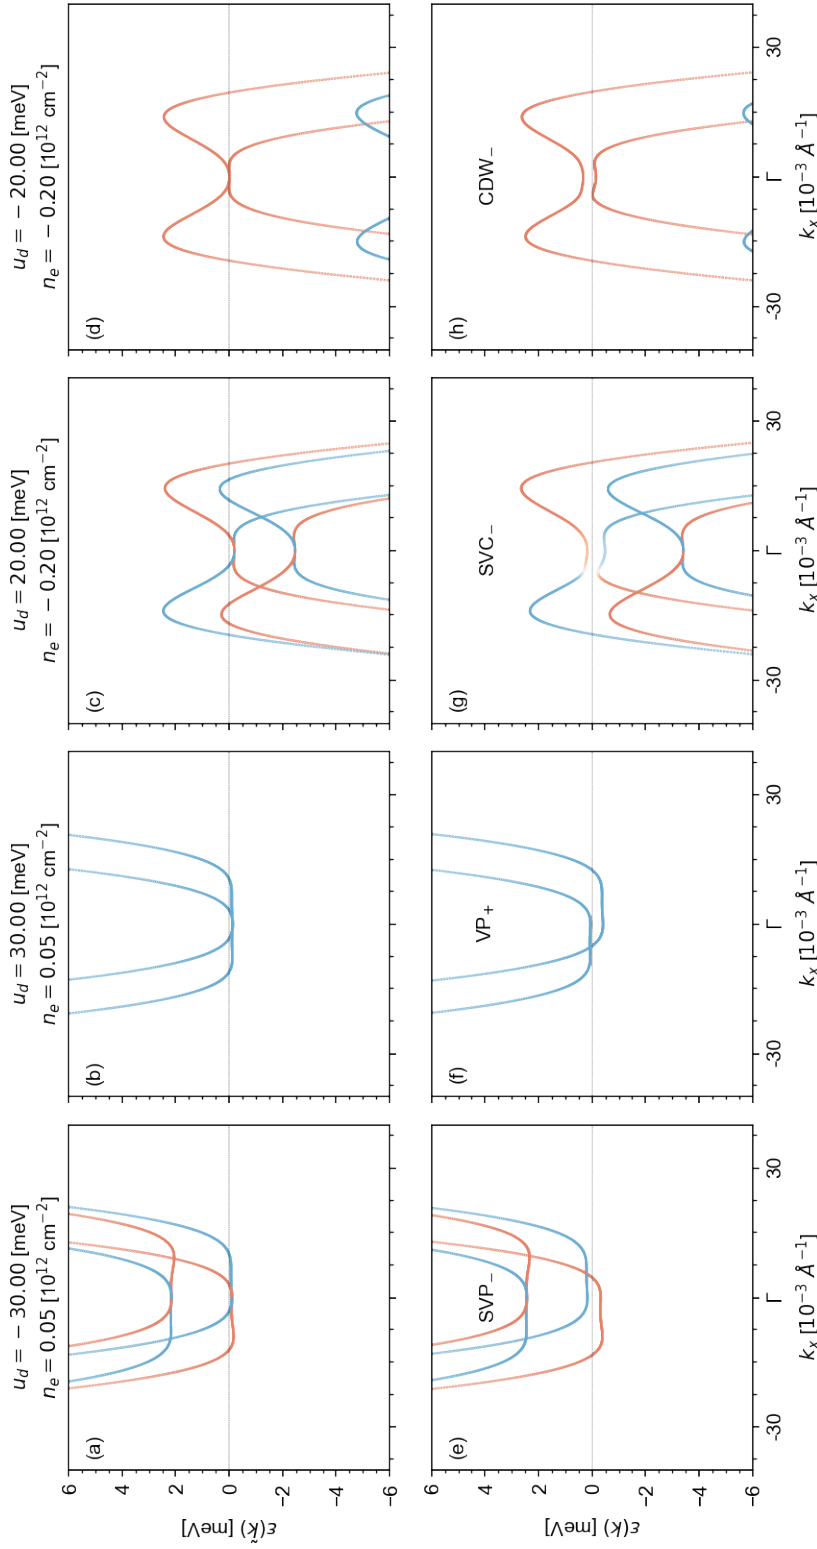 u_d = − 30.00 [meV]
n_e = 0.05 [10^12 cm^−2]
u_d = 30.00 [meV]
n_e = 0.05 [10^12 cm^−2]
u_d = 20.00 [meV]
n_e = − 0.20 [10^12 cm^−2]
u_d = − 20.00 [meV]
n_e = − 0.20 [10^12 cm^−2]
(a)
(b)
(c)
(d)
6
4
2
0
−2
−4
−6
ε(k̃) [meV]
(e)
SVP_−
(f)
VP_+
(g)
SVC_−
(h)
CDW_−
6
4
2
0
−2
−4
−6
ε(k̃) [meV]
-30 Γ 30
k_x [10^−3 Å^−1]
-30 Γ 30
k_x [10^−3 Å^−1]
-30 Γ 30
k_x [10^−3 Å^−1]
-30 Γ 30
k_x [10^−3 Å^−1]